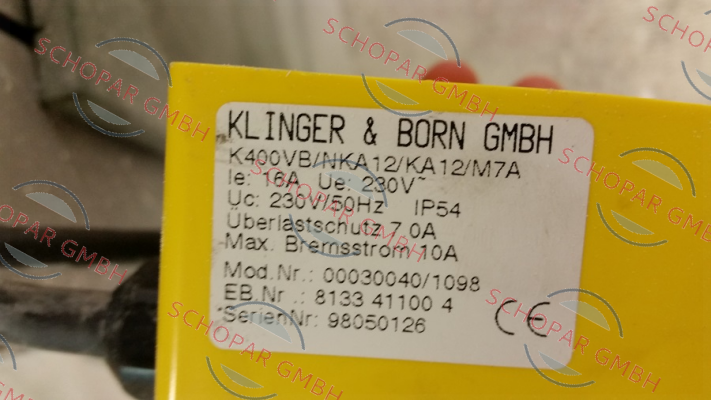 KLINGER & BORN GMBH
K400VB/NKA12/KA12/M7A
Ie: 16A Ue: 230V~
Uc: 230V/50Hz IP54
Überlastschutz 7,0A
Max. Bremsstrom 10A
Mod.Nr.: 00030040/1098
EB.Nr .: 8133 41100 4
SerienNr: 98050126
CE
SCHOPAR GMBH
SCHOPAR GMBH
SCHOPAR GMBH
SCHOPAR GMBH
SCHOPAR GMBH
SCHOPAR GMBH
SCHOPAR GMBH
SCHOPAR GMBH
SCHOPAR GMBH